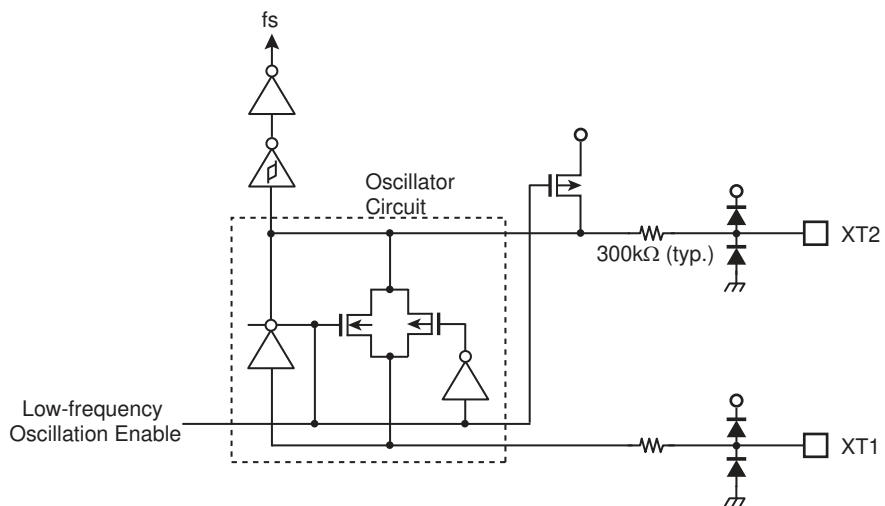 fs
Oscillator
Circuit
XT2
300kΩ (typ.)
Low-frequency
Oscillation Enable
XT1